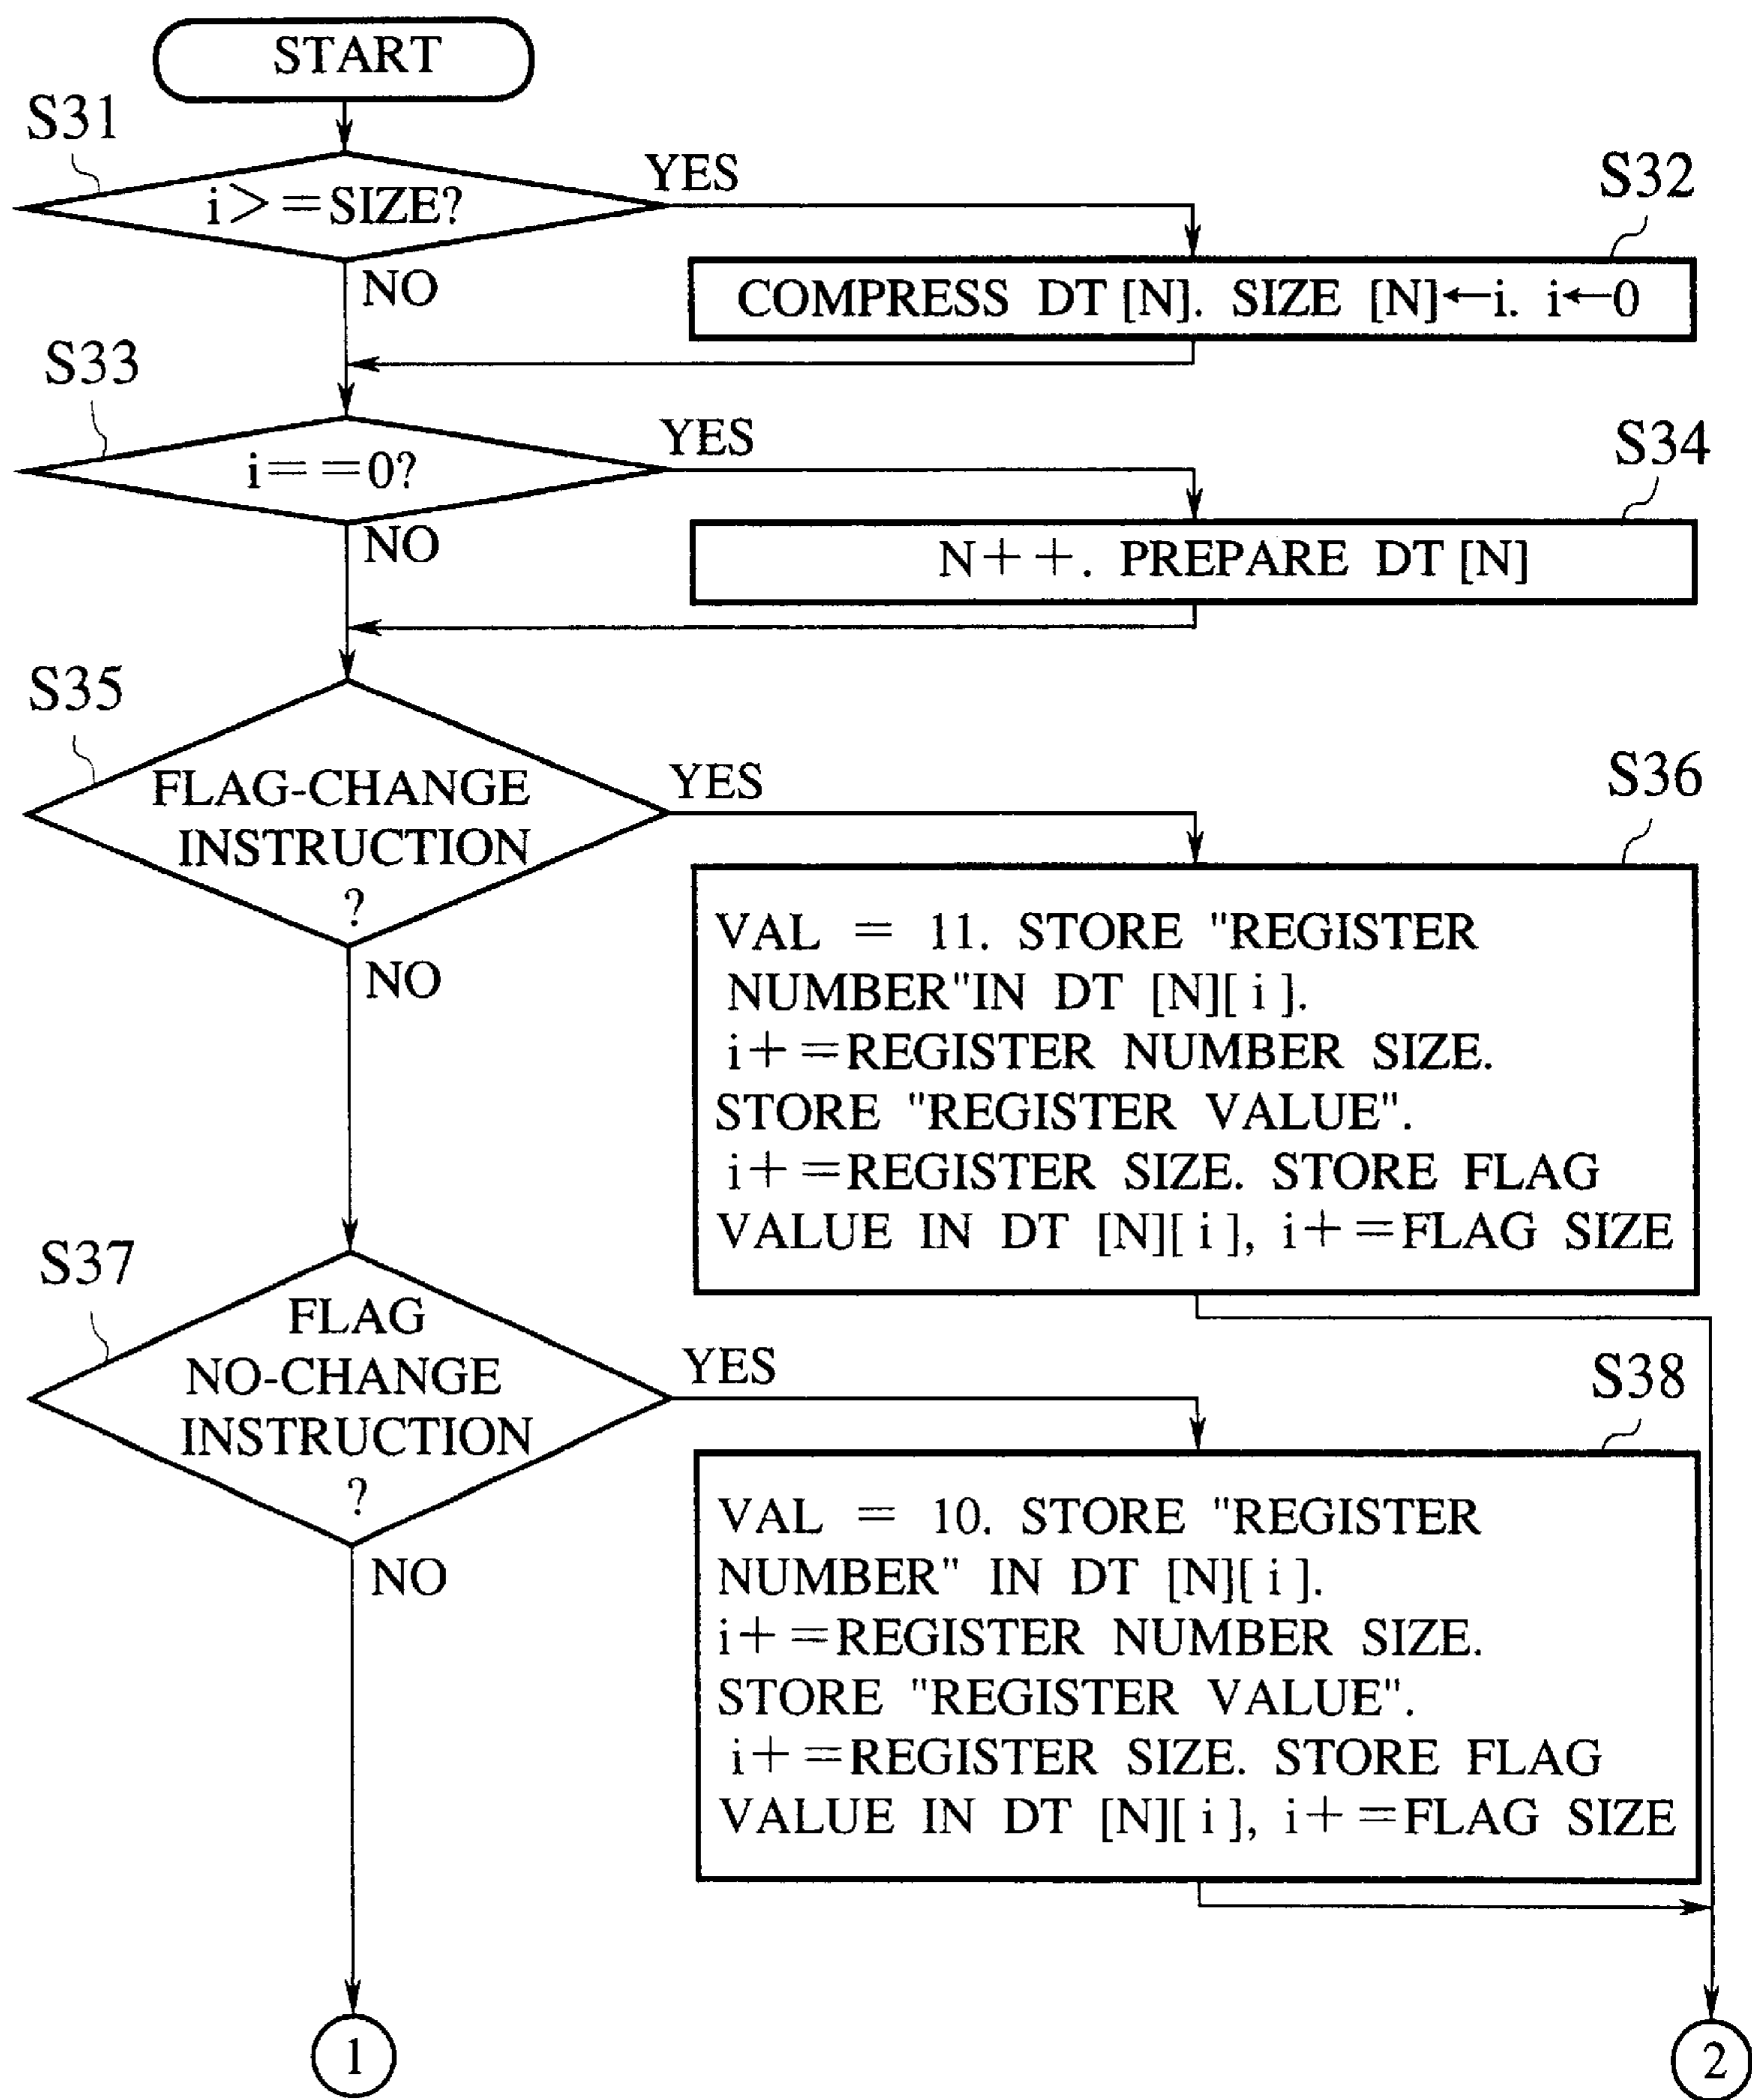 START
S31
i>=SIZE?
YES
NO
S32
COMPRESS DT [N]. SIZE [N]←i. i←0
S33
i==0?
YES
NO
S34
N++. PREPARE DT [N]
S35
FLAG-CHANGE
INSTRUCTION
?
YES
NO
S36
VAL = 11. STORE "REGISTER
NUMBER"IN DT [N][i].
i+=REGISTER NUMBER SIZE.
STORE "REGISTER VALUE".
i+=REGISTER SIZE. STORE FLAG
VALUE IN DT [N][i], i+=FLAG SIZE
S37
FLAG
NO-CHANGE
INSTRUCTION
?
YES
NO
S38
VAL = 10. STORE "REGISTER
NUMBER" IN DT [N][i].
i+=REGISTER NUMBER SIZE.
STORE "REGISTER VALUE".
i+=REGISTER SIZE. STORE FLAG
VALUE IN DT [N][i], i+=FLAG SIZE
1
2